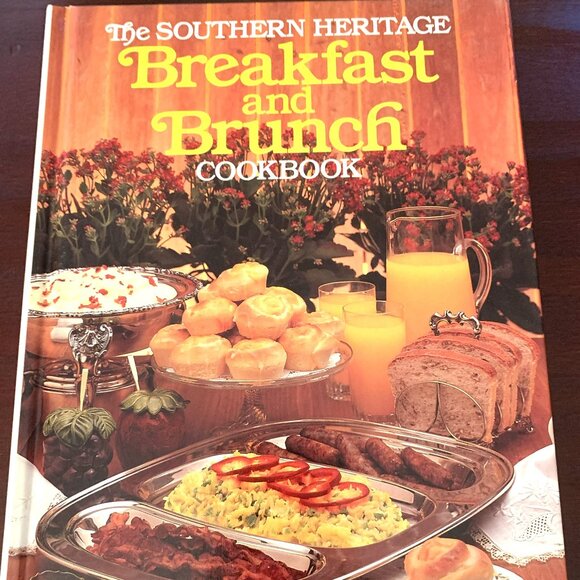 The SOUTHERN HERITAGE
Breakfast
and
Brunch
COOKBOOK